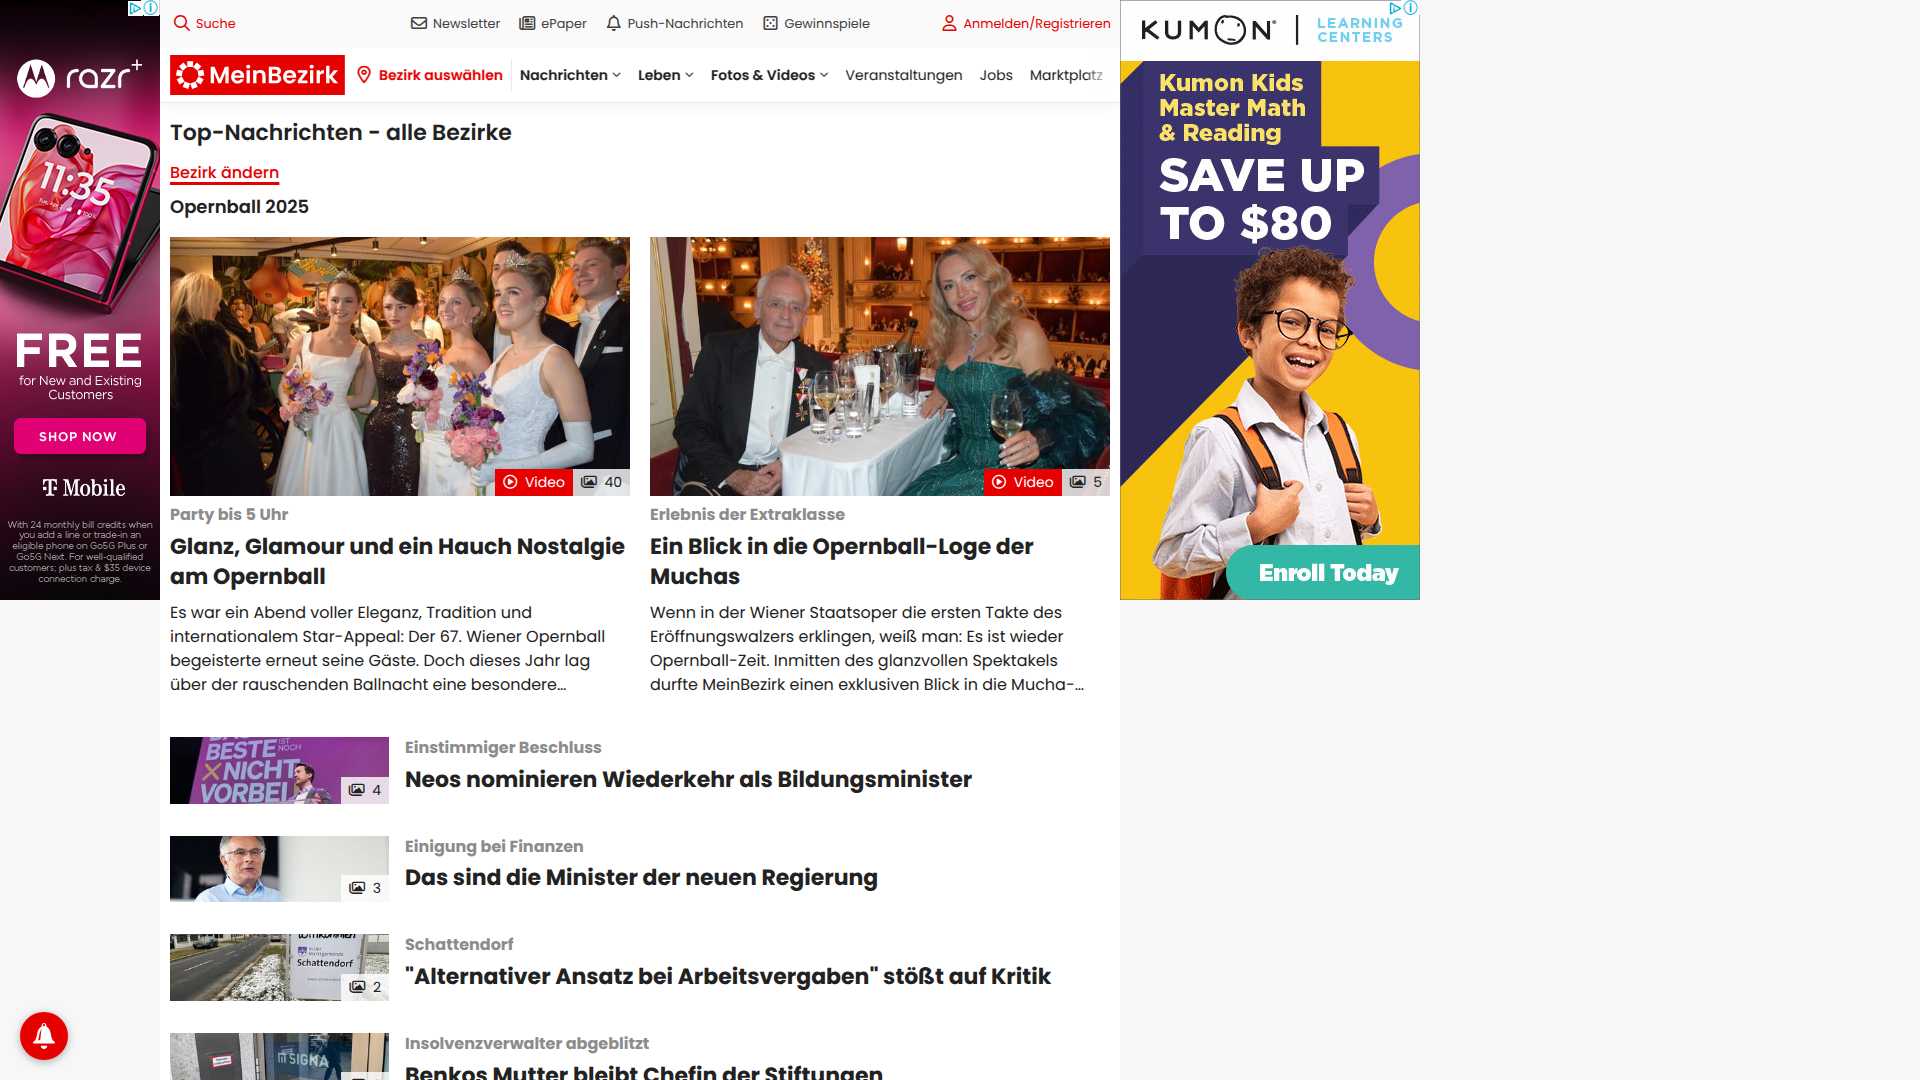 Suche
Newsletter
ePaper
Push-Nachrichten
Gewinnspiele
Anmelden/Registrieren
MeinBezirk
Bezirk auswählen
Nachrichten
Leben
Fotos & Videos
Veranstaltungen
Jobs
Marktplatz
Top-Nachrichten - alle Bezirke
Bezirk ändern
Opernball 2025
Video
40
Party bis 5 Uhr
Glanz, Glamour und ein Hauch Nostalgie
am Opernball
Es war ein Abend voller Eleganz, Tradition und
internationalem Star-Appeal: Der 67. Wiener Opernball
begeisterte erneut seine Gäste. Doch dieses Jahr lag
über der rauschenden Ballnacht eine besondere...
Video
5
Erlebnis der Extraklasse
Ein Blick in die Opernball-Loge der
Muchas
Wenn in der Wiener Staatsoper die ersten Takte des
Eröffnungswalzers erklingen, weiß man: Es ist wieder
Opernball-Zeit. Inmitten des glanzvollen Spektakels
durfte MeinBezirk einen exklusiven Blick in die Mucha-...
BESTE IST NOCH
NICHT
VORBEI
4
Einstimmiger Beschluss
Neos nominieren Wiederkehr als Bildungsminister
3
Einigung bei Finanzen
Das sind die Minister der neuen Regierung
Schattendorf
2
Schattendorf
"Alternativer Ansatz bei Arbeitsvergaben" stößt auf Kritik
SIGNA
Insolvenzverwalter abgeblitzt
Benkos Mutter bleibt Chefin der Stiftungen
razr+
11:35
FREE
for New and Existing
Customers
SHOP NOW
T Mobile
With 24 monthly bill credits when
you add a line or trade-in an
eligible phone on Go5G Plus or
Go5G Next. For well-qualified
customers; plus tax & $35 device
connection charge.
KUMON
LEARNING
CENTERS
Kumon Kids
Master Math
& Reading
SAVE UP
TO $80
Enroll Today